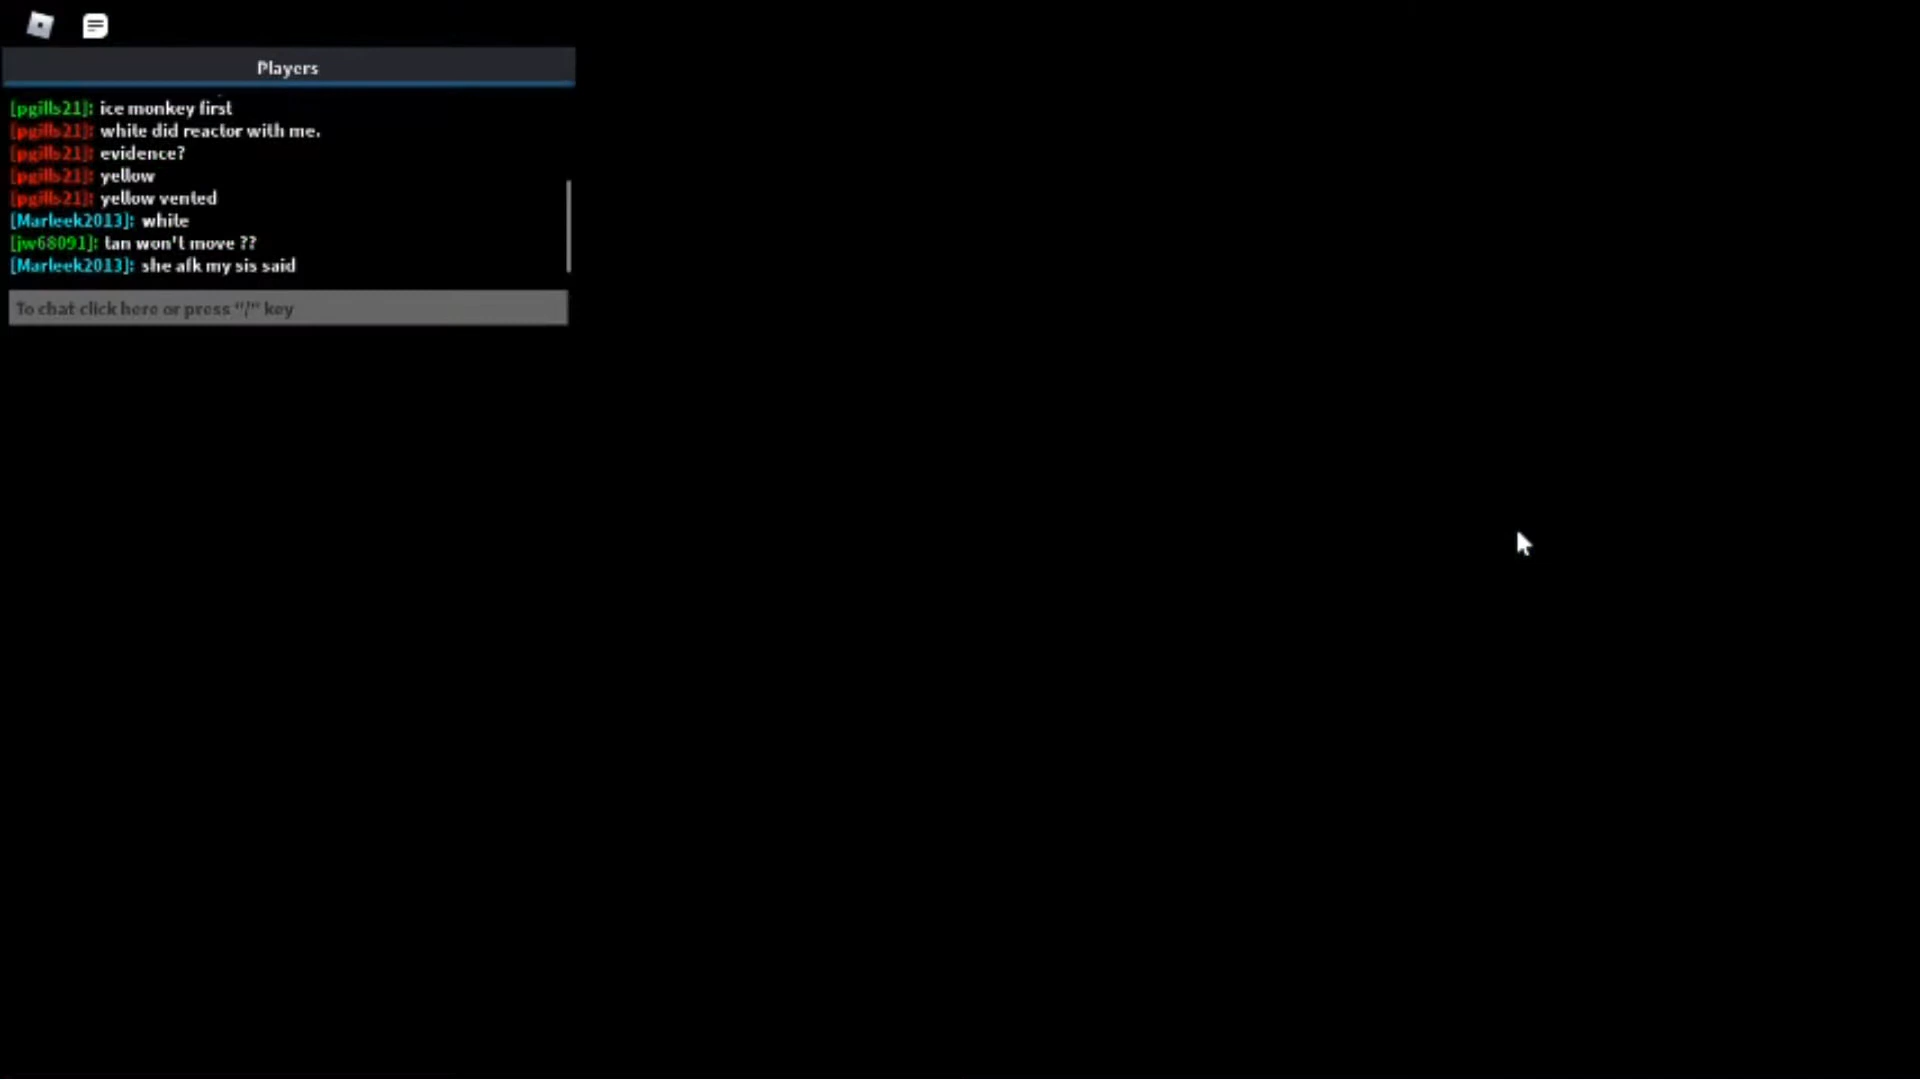 Players
[pgills21]: ice monkey first
[pgills21]: white did reactor with me.
[pgills21]: evidence?
[pgills21]: yellow
[pgills21]: yellow vented
[Marleek2013]: white
[jw68091]: tan won't move ??
[Marleek2013]: she afk my sis said
To chat click here or press "/" key